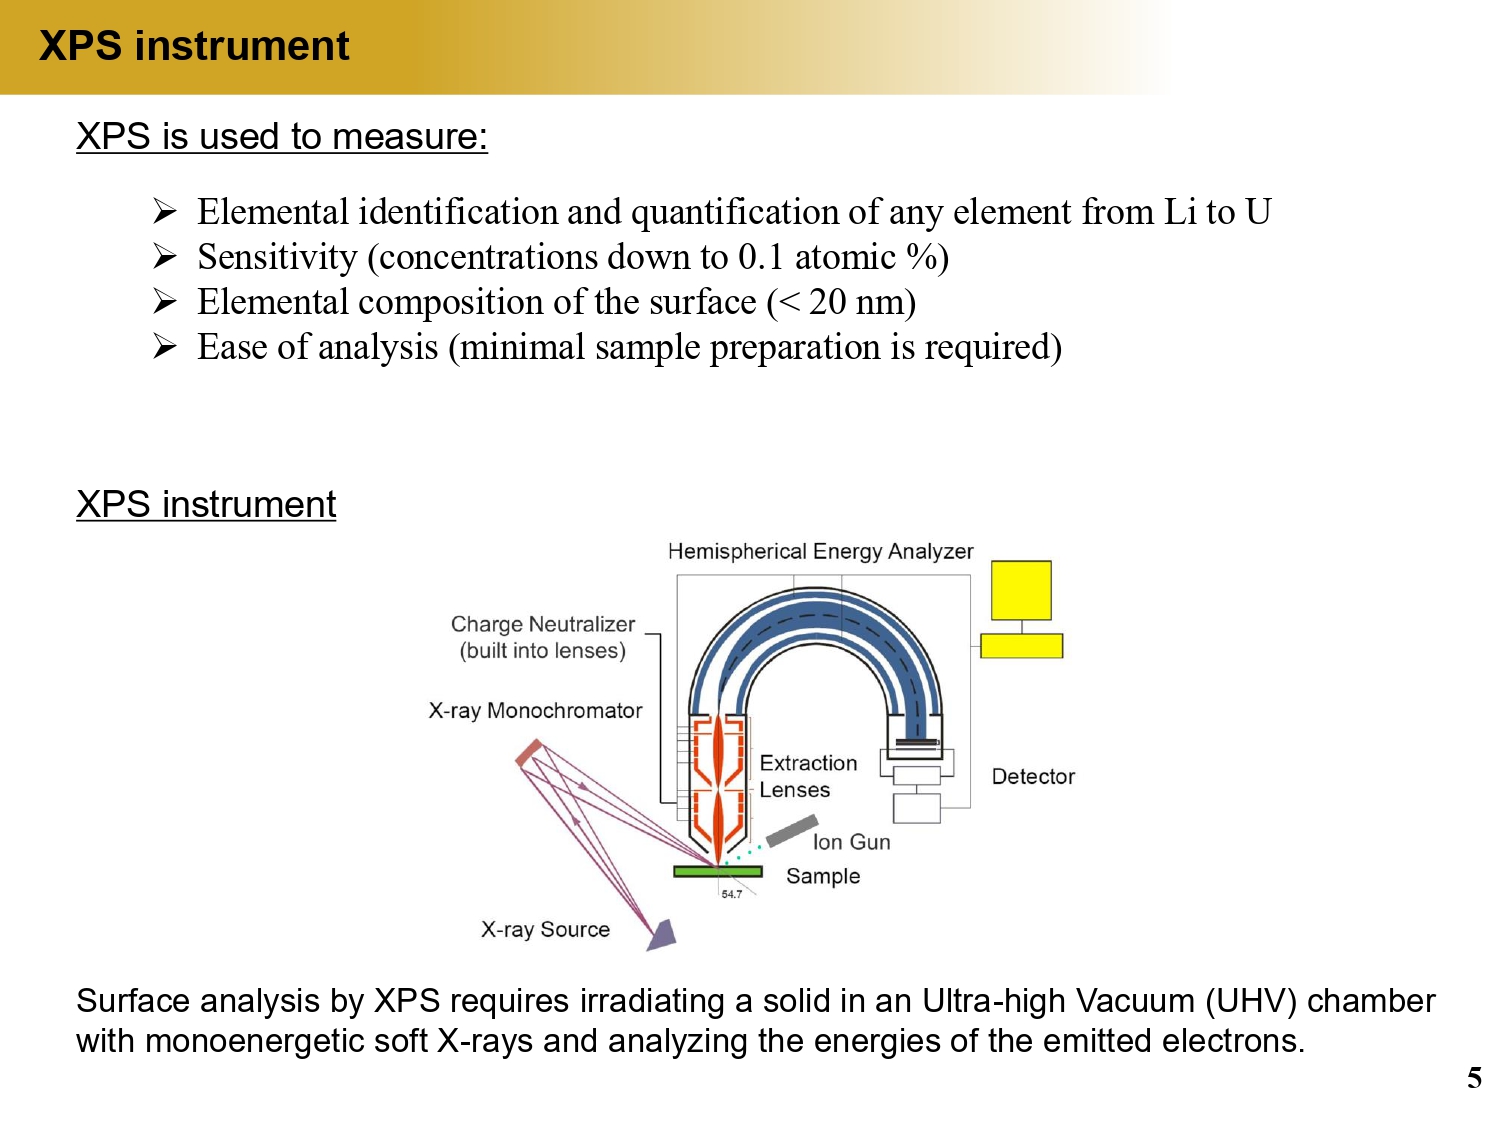 XPS instrument
XPS is used to measure:
➢ Elemental identification and quantification of any element from Li to U
➢ Sensitivity (concentrations down to 0.1 atomic %)
➢ Elemental composition of the surface (< 20 nm)
➢ Ease of analysis (minimal sample preparation is required)
XPS instrument
Hemispherical Energy Analyzer
Charge Neutralizer
(built into lenses)
X-ray Monochromator
Extraction
Lenses
Detector
Ion Gun
Sample
54.7
X-ray Source
Surface analysis by XPS requires irradiating a solid in an Ultra-high Vacuum (UHV) chamber
with monoenergetic soft X-rays and analyzing the energies of the emitted electrons.
5